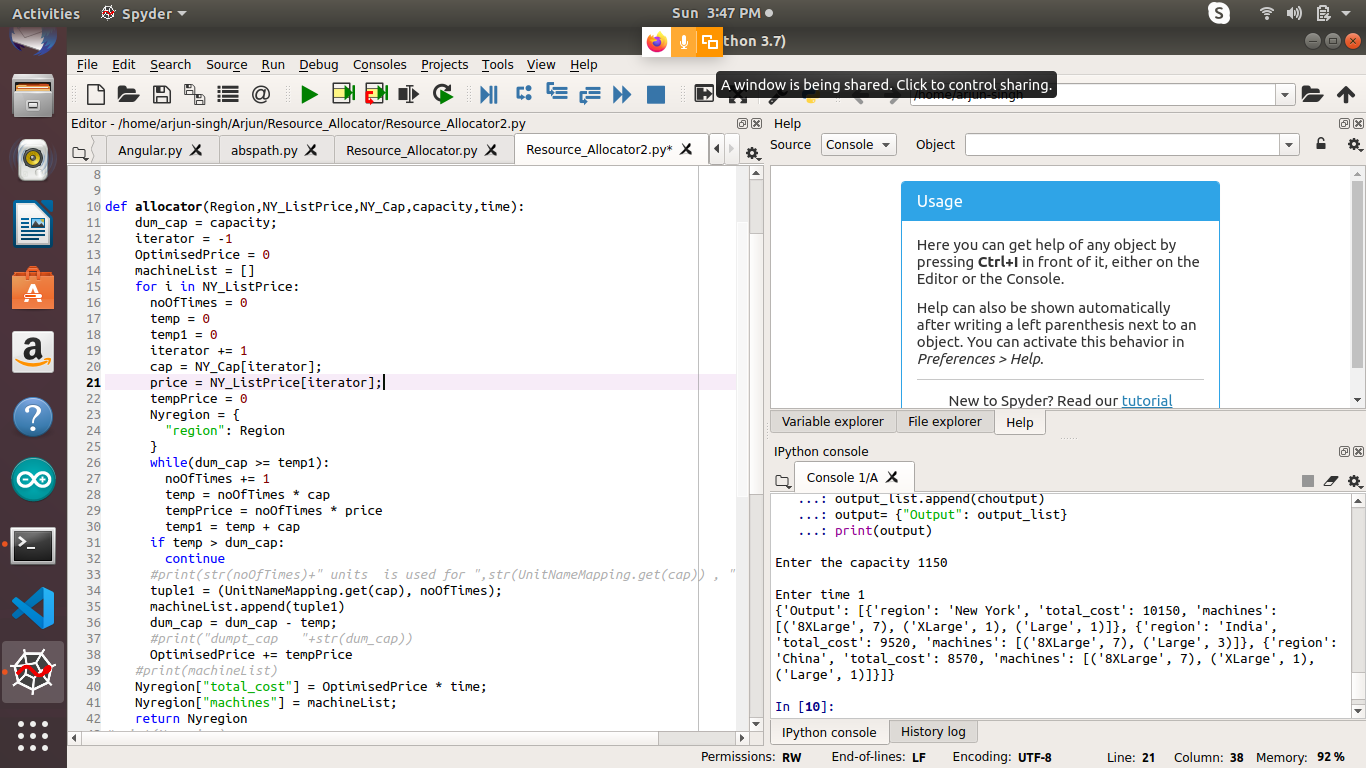 Activities Spyder Sun 3:47 PM
thon 3.7)
File Edit Search Source Run Debug Consoles Projects Tools View Help
A window is being shared. Click to control sharing.
/home/arjun-singh
Editor - /home/arjun-singh/Arjun/Resource_Allocator/Resource_Allocator2.py
Angular.py abspath.py Resource_Allocator.py Resource_Allocator2.py*
8
9
10 def allocator(Region,NY_ListPrice,NY_Cap,capacity,time):
11 dum_cap = capacity;
12 iterator = -1
13 OptimisedPrice = 0
14 machineList = []
15 for i in NY_ListPrice:
16 noOfTimes = 0
17 temp = 0
18 temp1 = 0
19 iterator += 1
20 cap = NY_Cap[iterator];
21 price = NY_ListPrice[iterator];
22 tempPrice = 0
23 Nyregion = {
24 "region": Region
25 }
26 while(dum_cap >= temp1):
27 noOfTimes += 1
28 temp = noOfTimes * cap
29 tempPrice = noOfTimes * price
30 temp1 = temp + cap
31 if temp > dum_cap:
32 continue
33 #print(str(noOfTimes)+" units  is used for ",str(UnitNameMapping.get(cap)) , "
34 tuple1 = (UnitNameMapping.get(cap), noOfTimes);
35 machineList.append(tuple1)
36 dum_cap = dum_cap - temp;
37 #print("dumpt_cap   "+str(dum_cap))
38 OptimisedPrice += tempPrice
39 #print(machineList)
40 Nyregion["total_cost"] = OptimisedPrice * time;
41 Nyregion["machines"] = machineList;
42 return Nyregion
Help
Source Console Object
Usage
Here you can get help of any object by
pressing Ctrl+I in front of it, either on the
Editor or the Console.
Help can also be shown automatically
after writing a left parenthesis next to an
object. You can activate this behavior in
Preferences > Help.
New to Spyder? Read our tutorial
Variable explorer File explorer Help
IPython console
Console 1/A
...: output_list.append(choutput)
...: output= {"Output": output_list}
...: print(output)
Enter the capacity 1150
Enter time 1
{'Output': [{'region': 'New York', 'total_cost': 10150, 'machines':
[('8XLarge', 7), ('XLarge', 1), ('Large', 1)]}, {'region': 'India',
'total_cost': 9520, 'machines': [('8XLarge', 7), ('Large', 3)]}, {'region':
'China', 'total_cost': 8570, 'machines': [('8XLarge', 7), ('XLarge', 1),
('Large', 1)]}]}
In [10]:
IPython console History log
Permissions: RW End-of-lines: LF Encoding: UTF-8 Line: 21 Column: 38 Memory: 92 %